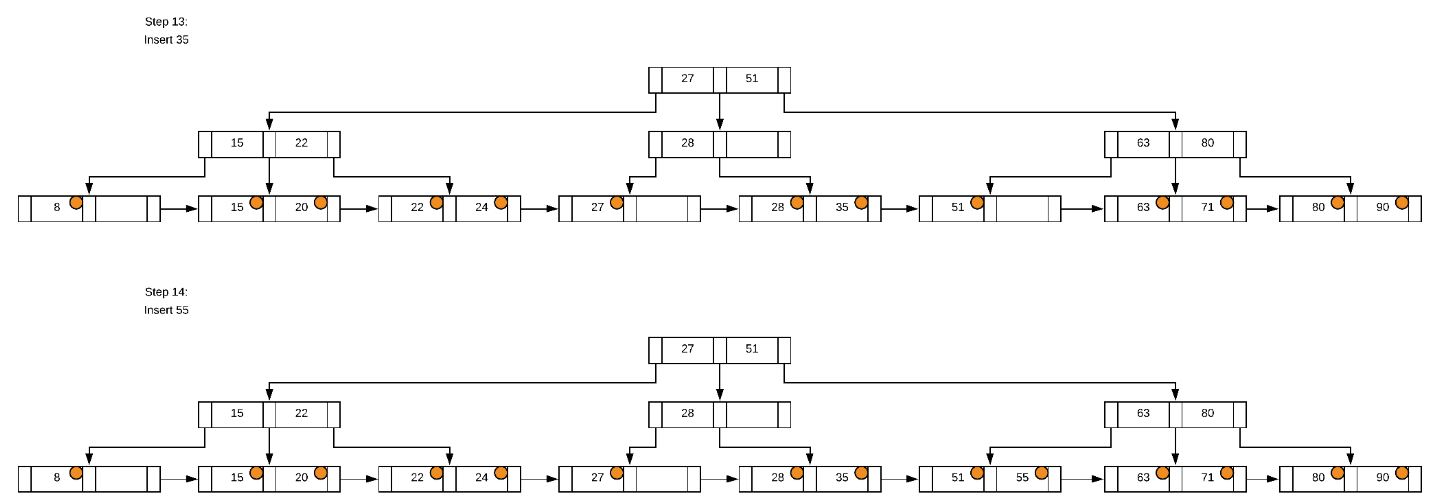 Step 13:
Insert 35
27 51
15 22 28 63 80
8 15 20 22 24 27 28 35 51 63 71 80 90
Step 14:
Insert 55
27 51
15 22 28 63 80
8 15 20 22 24 27 28 35 51 55 63 71 80 90